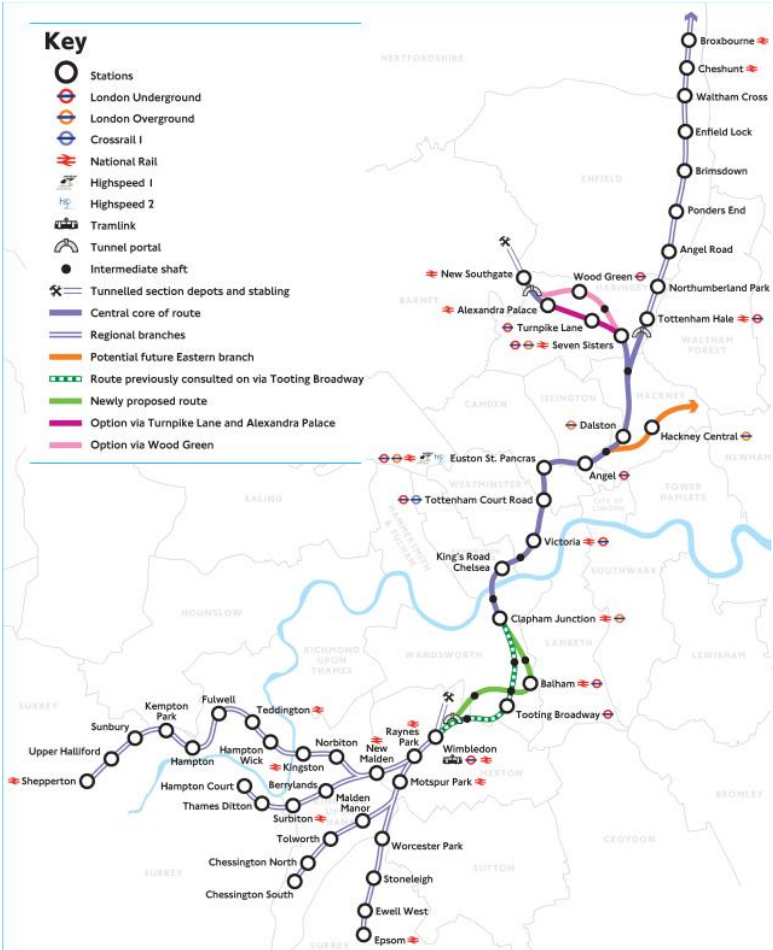 Key
Stations
London Underground
London Overground
Crossrail 1
National Rail
Highspeed 1
Highspeed 2
Tramlink
Tunnel portal
Intermediate shaft
Tunnelled section depots and stabling
Central core of route
Regional branches
Potential future Eastern branch
Route previously consulted on via Tooting Broadway
Newly proposed route
Option via Turnpike Lane and Alexandra Palace
Option via Wood Green
HERTFORDSHIRE
Broxbourne
Cheshunt
Waltham Cross
Enfield Lock
Brimsdown
ENFIELD
Ponders End
Angel Road
New Southgate
Wood Green
Northumberland Park
BARNET
HARINGEY
Alexandra Palace
Tottenham Hale
Turnpike Lane
Seven Sisters
WALTHAM
FOREST
ISLINGTON
HACKNEY
CAMDEN
Dalston
Hackney Central
Euston St. Pancras
NEWHAM
Angel
EALING
WESTMINSTER
TOWER
HAMLETS
Tottenham Court Road
CITY OF
LONDON
HAMMERSMITH
& FULHAM
Victoria
King's Road
Chelsea
SOUTHWARK
HOUNSLOW
Clapham Junction
RICHMOND
UPON
THAMES
WANDSWORTH
LAMBETH
LEWISHAM
Balham
SURREY
Tooting Broadway
Kempton
Park
Fulwell
Teddington
Raynes
Park
Sunbury
Upper Halliford
Hampton
Hampton
Wick
Norbiton
New
Malden
Wimbledon
Kingston
MERTON
Shepperton
Hampton Court
Berrylands
Motspur Park
BROMLEY
Thames Ditton
Malden
Manor
Surbiton
Tolworth
CROYDON
Worcester Park
Chessington North
SURREY
SUTTON
Stoneleigh
Chessington South
Ewell West
Epsom
SURREY